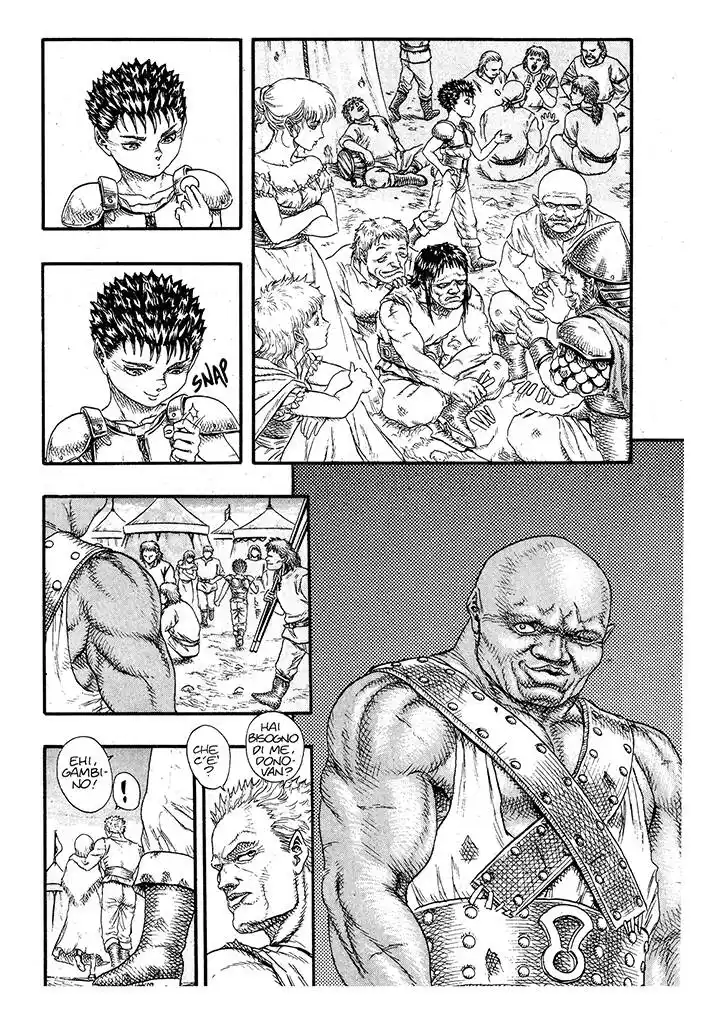 SNAP
EHI,
GAMBI-
NO!
!
CHE
C'E'
?
HAI
BISOGNO
DI ME,
DONO-
VAN?